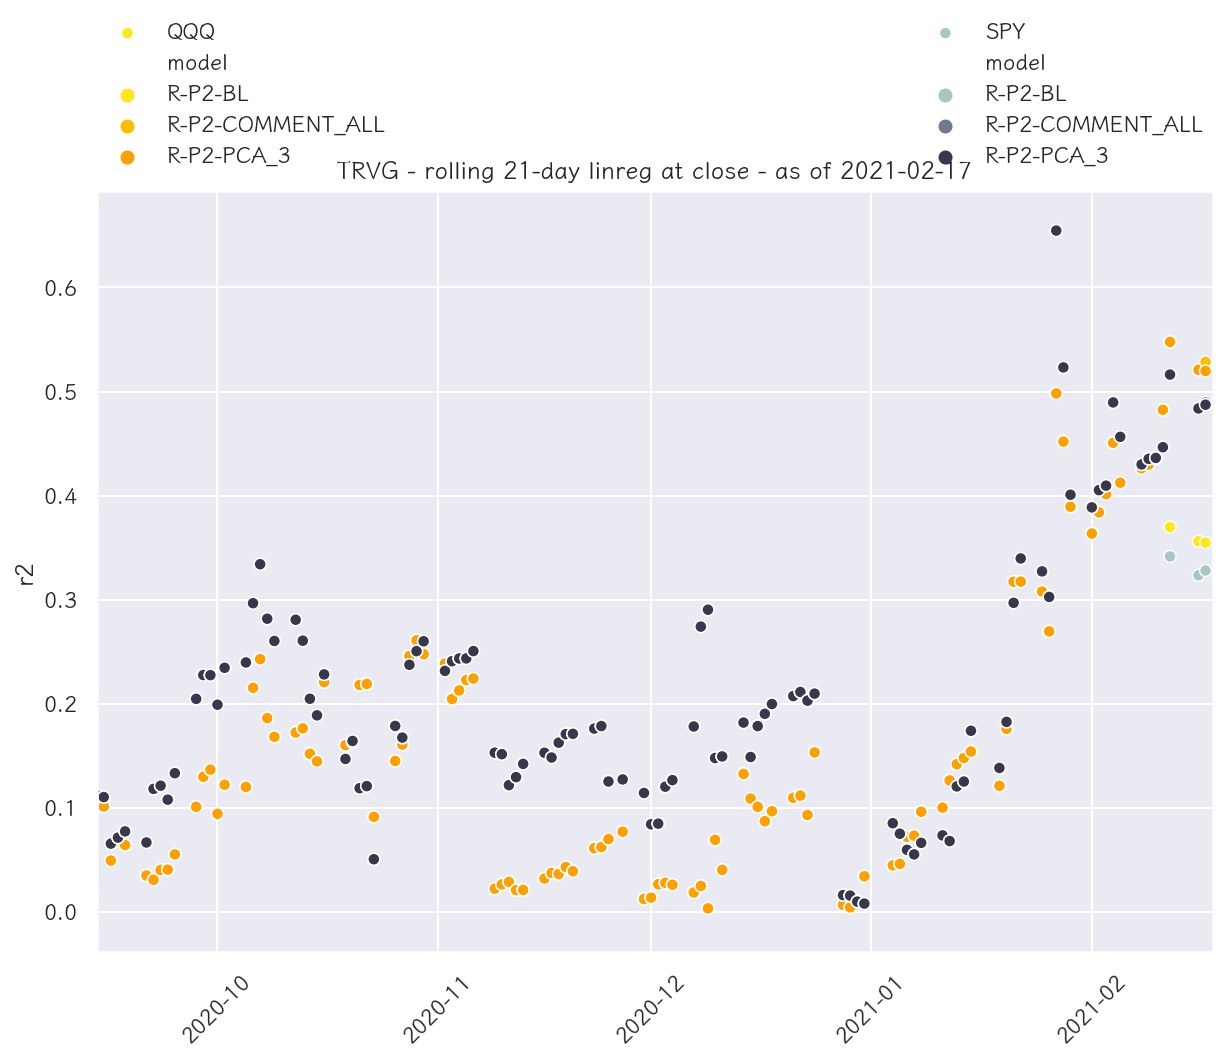 QQQ
model
R-P2-BL
R-P2-COMMENT_ALL
R-P2-PCA_3
SPY
model
R-P2-BL
R-P2-COMMENT_ALL
R-P2-PCA_3
TRVG - rolling 21-day linreg at close - as of 2021-02-17
r2
0.6
0.5
0.4
0.3
0.2
0.1
0.0
2020-10
2020-11
2020-12
2021-01
2021-02